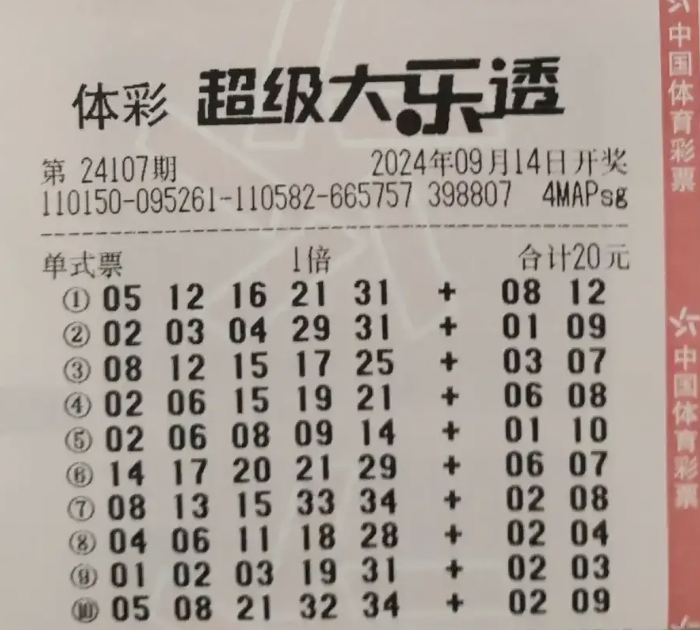 体彩 超级大乐透
第 24107期 2024年09月14日开奖
110150-095261-110582-665757 398807 4MAPsg
单式票 1倍 合计20元
① 05 12 16 21 31 + 08 12
② 02 03 04 29 31 + 01 09
③ 08 12 15 17 25 + 03 07
④ 02 06 15 19 21 + 06 08
⑤ 02 06 08 09 14 + 01 10
⑥ 14 17 20 21 29 + 06 07
⑦ 08 13 15 33 34 + 02 08
⑧ 04 06 11 18 28 + 02 04
⑨ 01 02 03 19 31 + 02 03
⑩ 05 08 21 32 34 + 02 09
中国体育彩票
中国体育彩票